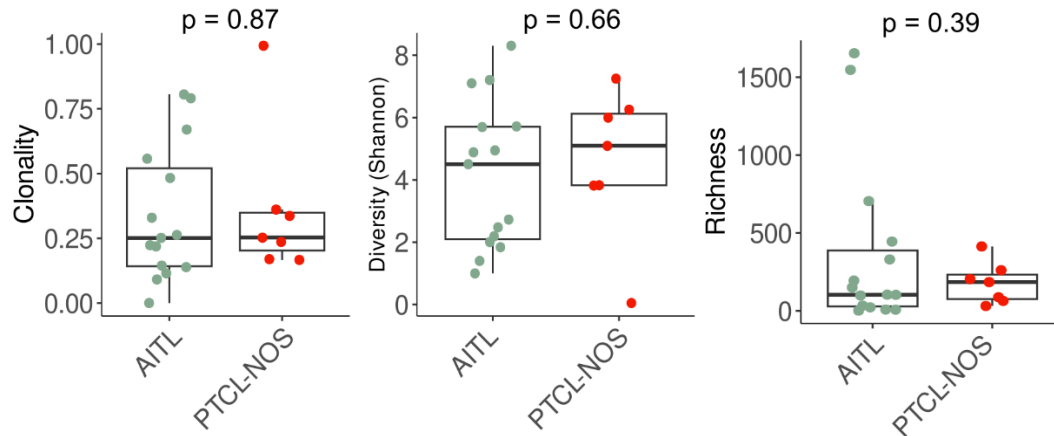 p = 0.87
Clonality
1.00
0.75
0.50
0.25
0.00
AITL
PTCL-NOS
p = 0.66
Diversity (Shannon)
8
6
4
2
0
AITL
PTCL-NOS
p = 0.39
Richness
1500
1000
500
0
AITL
PTCL-NOS